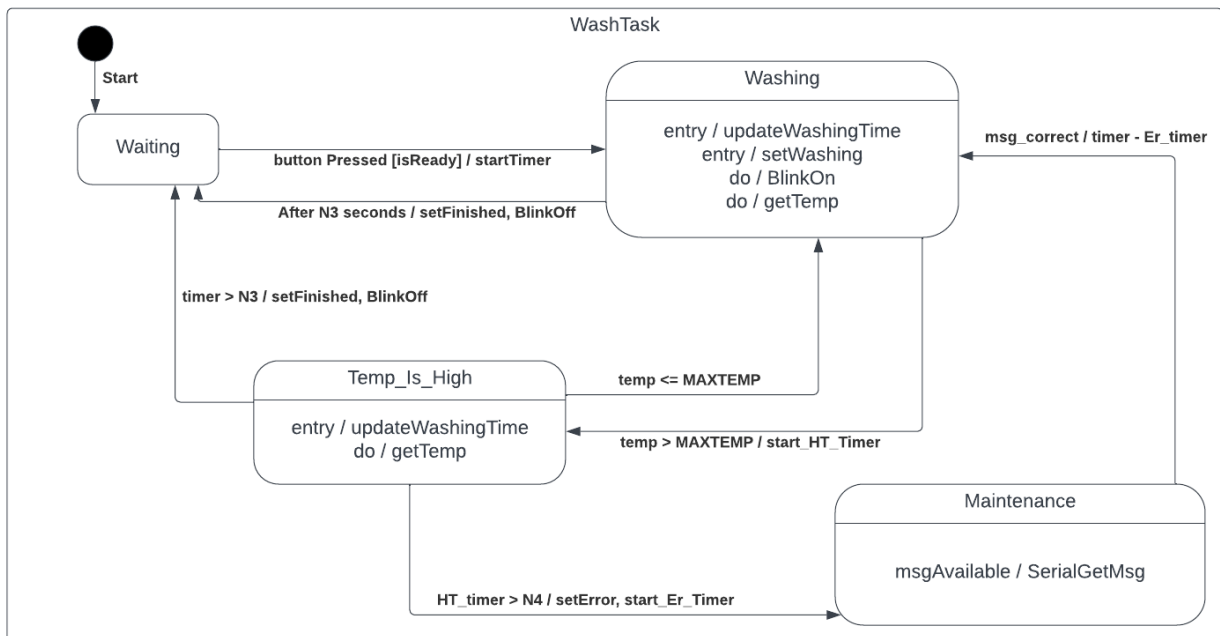 WashTask
Start
Waiting
button Pressed [isReady] / startTimer
After N3 seconds / setFinished, BlinkOff
Washing
entry / updateWashingTime
entry / setWashing
do / BlinkOn
do / getTemp
msg_correct / timer - Er_timer
timer > N3 / setFinished, BlinkOff
Temp_Is_High
entry / updateWashingTime
do / getTemp
temp <= MAXTEMP
temp > MAXTEMP / start_HT_Timer
Maintenance
msgAvailable / SerialGetMsg
HT_timer > N4 / setError, start_Er_Timer